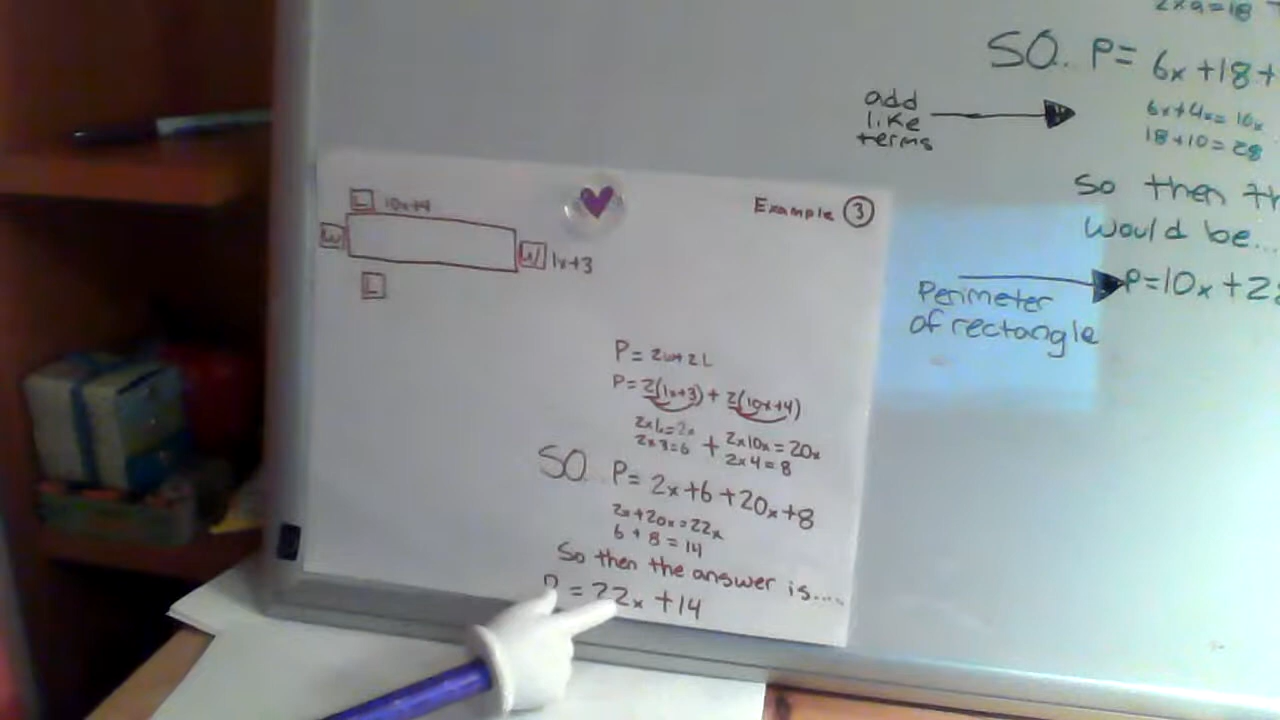 2xa=18
SO.. P= 6x+18+
add
like
terms
6x+4x=10x
18+10=28
So then th
would be...
P=10x+2
Perimeter
of rectangle
Example 3
L 10x+4
W
W 1x+3
L
P= 2w+2L
P= 2(1x+3) + 2(10x+4)
2x1x=2x
2x3=6
+
2x10x=20x
2x4=8
SO.. P= 2x+6+20x+8
2x+20x=22x
6+8=14
So then the answer is....
= 22x +14